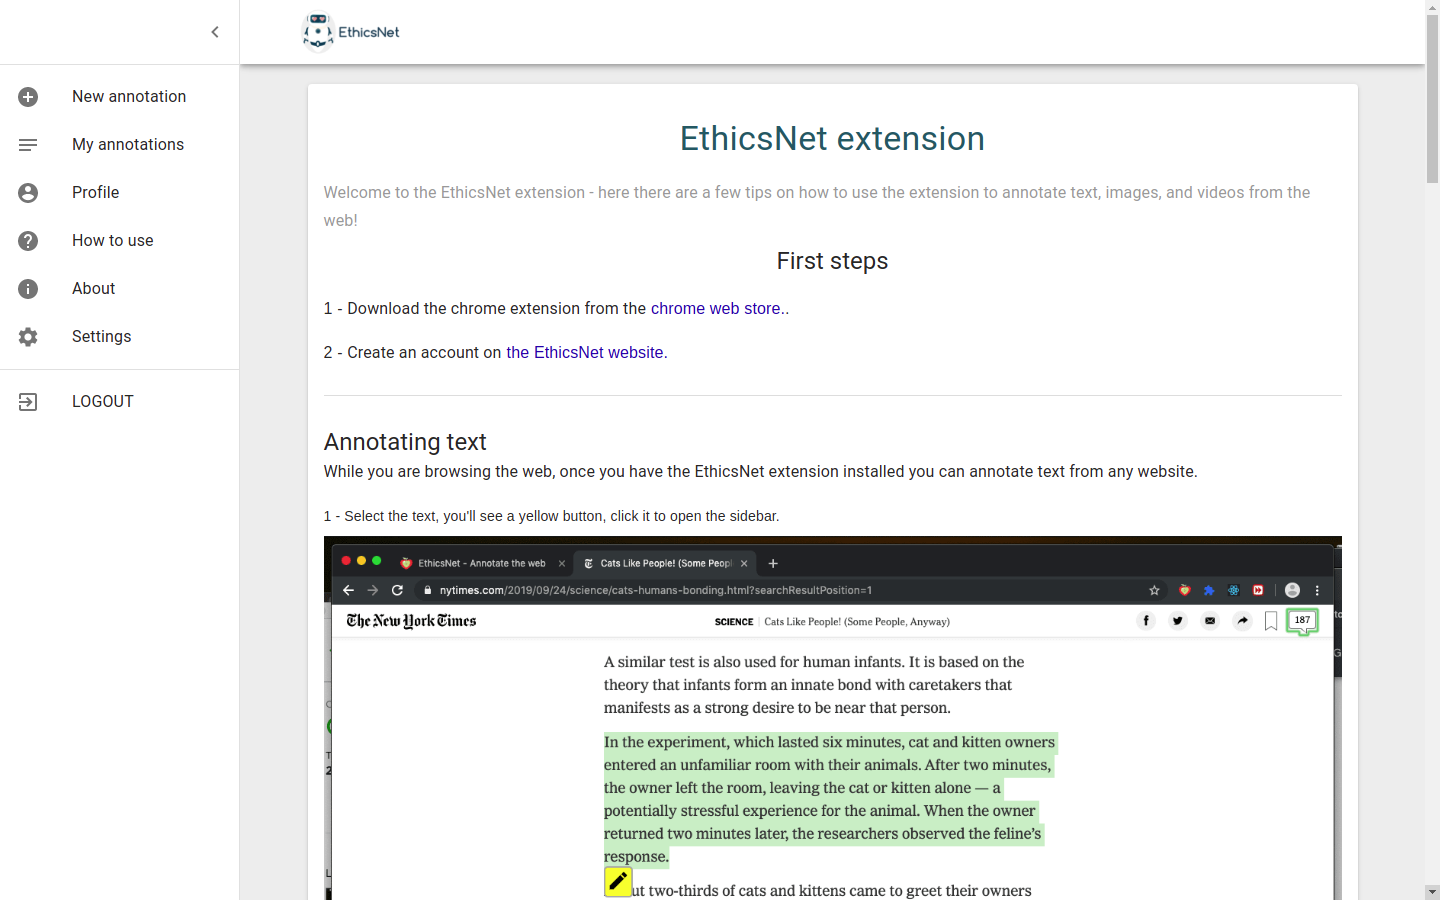 EthicsNet
New annotation
My annotations
Profile
How to use
About
Settings
LOGOUT
EthicsNet extension
Welcome to the EthicsNet extension - here there are a few tips on how to use the extension to annotate text, images, and videos from the
web!
First steps
1 - Download the chrome extension from the chrome web store..
2 - Create an account on the EthicsNet website.
Annotating text
While you are browsing the web, once you have the EthicsNet extension installed you can annotate text from any website.
1 - Select the text, you'll see a yellow button, click it to open the sidebar.
EthicsNet - Annotate the web
Cats Like People! (Some Peopl
nytimes.com/2019/09/24/science/cats-humans-bonding.html?searchResultPosition=1
The New York Times
SCIENCE | Cats Like People! (Some People, Anyway)
187
A similar test is also used for human infants. It is based on the
theory that infants form an innate bond with caretakers that
manifests as a strong desire to be near that person.
In the experiment, which lasted six minutes, cat and kitten owners
entered an unfamiliar room with their animals. After two minutes,
the owner left the room, leaving the cat or kitten alone — a
potentially stressful experience for the animal. When the owner
returned two minutes later, the researchers observed the feline's
response.
ut two-thirds of cats and kittens came to greet their owners